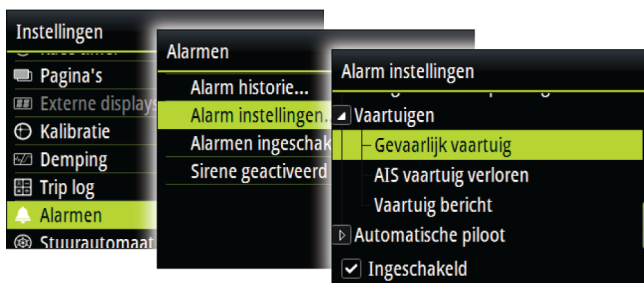 Instellingen
Pagina's
Externe displays
Kalibratie
Demping
Trip log
Alarmen
Stuurautomaat
Alarmen
Alarm historie...
Alarm instellingen..
Alarmen ingeschak
Sirene geactiveerd
Alarm instellingen
Vaartuigen
Gevaarlijk vaartuig
AIS vaartuig verloren
Vaartuig bericht
Automatische piloot
Ingeschakeld